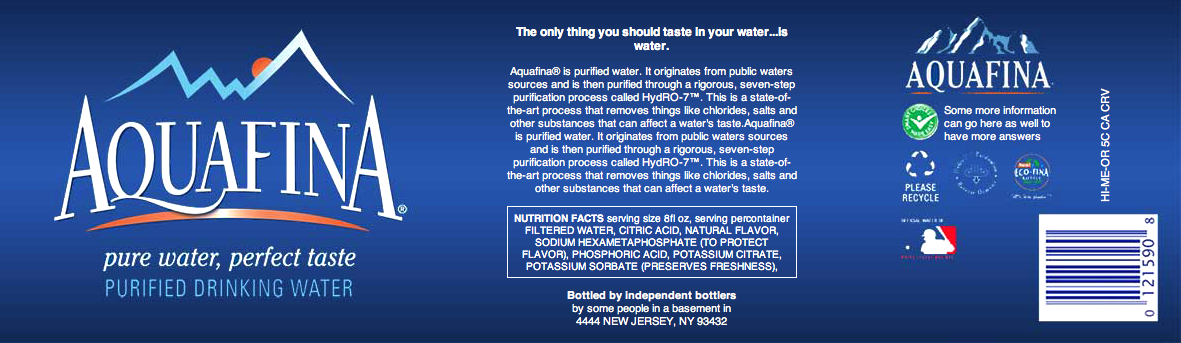 AQUAFINA®
pure water, perfect taste
PURIFIED DRINKING WATER
The only thing you should taste in your water...is
water.
Aquafina® is purified water. It originates from public waters
sources and is then purified through a rigorous, seven-step
purification process called HydRO-7™. This is a state-of-
the-art process that removes things like chlorides, salts and
other substances that can affect a water's taste.Aquafina®
is purified water. It originates from public waters sources
and is then purified through a rigorous, seven-step
purification process called HydRO-7™. This is a state-of-
the-art process that removes things like chlorides, salts and
other substances that can affect a water's taste.
NUTRITION FACTS serving size 8fl oz, serving percontainer
FILTERED WATER, CITRIC ACID, NATURAL FLAVOR,
SODIUM HEXAMETAPHOSPHATE (TO PROTECT
FLAVOR), PHOSPHORIC ACID, POTASSIUM CITRATE,
POTASSIUM SORBATE (PRESERVES FRESHNESS),
Bottled by independent bottlers
by some people in a basement in
4444 NEW JERSEY, NY 93432
AQUAFINA
Some more information
can go here as well to
have more answers
PLEASE
RECYCLE
ECO-FINA
BOTTLE
OFFICIAL WATER OF
HI-ME-OR 5C CA CRV
0 121590 8